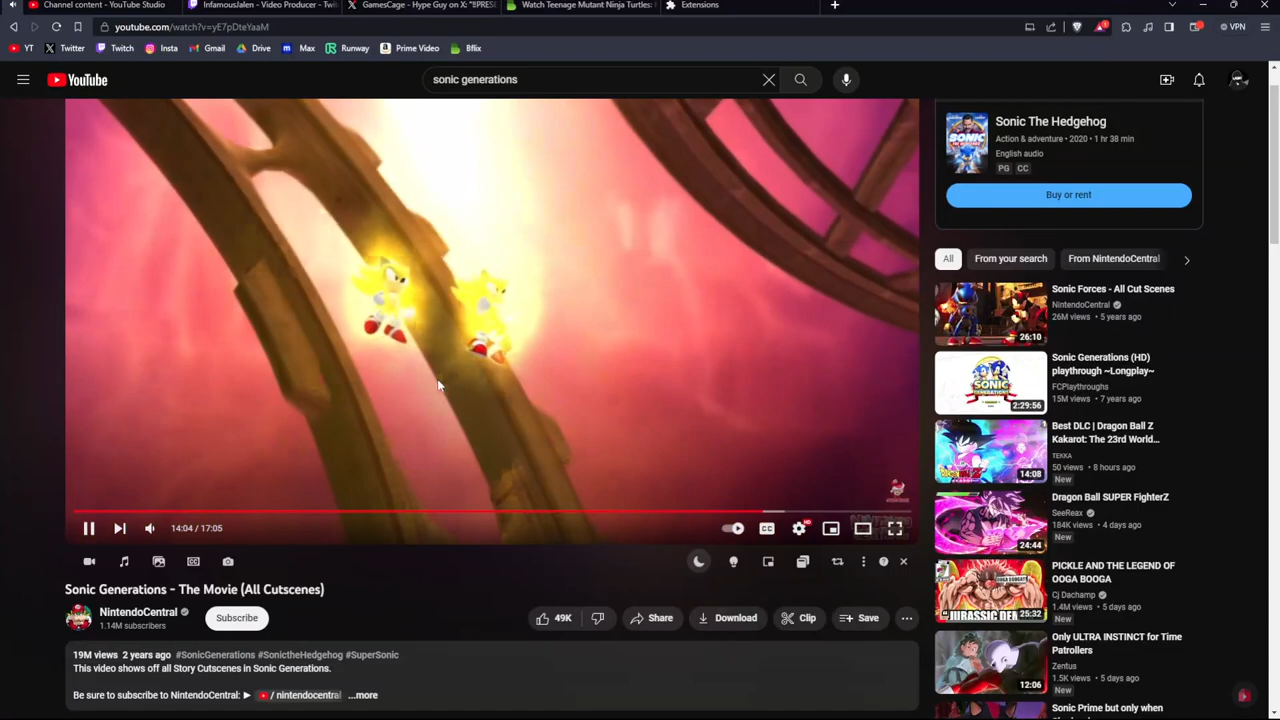 Channel content - YouTube Studio
InfamousJalen - Video Producer - Twi
GamesCage - Hype Guy on X: "‼PRESE
Watch Teenage Mutant Ninja Turtles:
Extensions
youtube.com/watch?v=yE7pDteYaaM
VPN
YT Twitter Twitch Insta Gmail Drive Max Runway Prime Video Bflix
YouTube
sonic generations
14:04 / 17:05
CC
HD
Sonic Generations - The Movie (All Cutscenes)
NintendoCentral
1.14M subscribers
Subscribe
49K
Share
Download
Clip
Save
19M views 2 years ago #SonicGenerations #SonictheHedgehog #SuperSonic
This video shows off all Story Cutscenes in Sonic Generations.
Be sure to subscribe to NintendoCentral: ► / nintendocentral ...more
Sonic The Hedgehog
Action & adventure • 2020 • 1 hr 38 min
English audio
PG CC
Buy or rent
All
From your search
From NintendoCentral
Sonic Forces - All Cut Scenes
NintendoCentral
26M views • 5 years ago
26:10
Sonic Generations (HD)
playthrough ~Longplay~
FCPlaythroughs
15M views • 7 years ago
2:29:56
Best DLC | Dragon Ball Z
Kakarot: The 23rd World...
TEKKA
50 views • 8 hours ago
New
14:08
Dragon Ball SUPER FighterZ
SeeReax
184K views • 4 days ago
New
24:44
PICKLE AND THE LEGEND OF
OOGA BOOGA
Cj Dachamp
1.4M views • 5 days ago
New
25:32
Only ULTRA INSTINCT for Time
Patrollers
Zentus
1.5K views • 5 days ago
New
12:06
Sonic Prime but only when